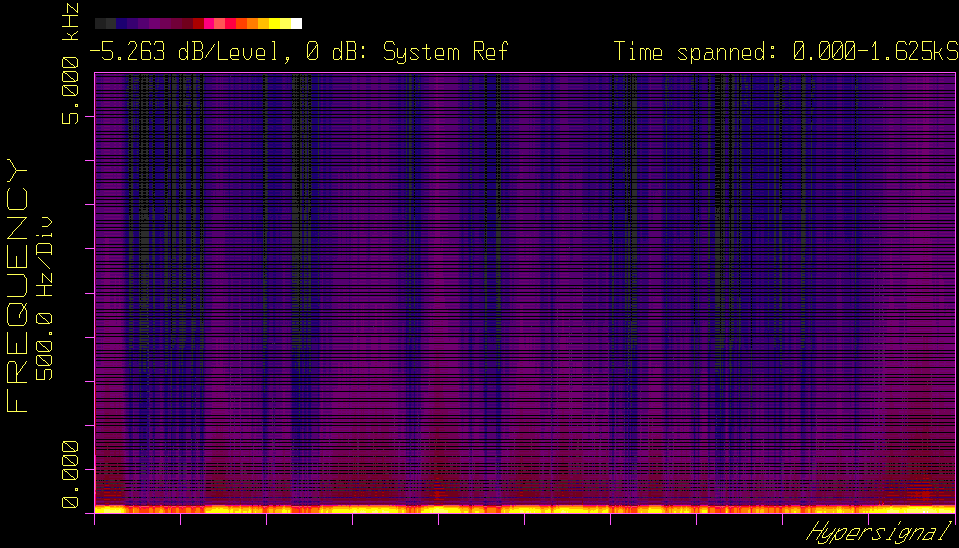 -5.263 dB/Level, 0 dB: System Ref
Time spanned: 0.000-1.625kS
5.000 kHz
FREQUENCY
500.0 Hz/Div
0.000
Hypersignal